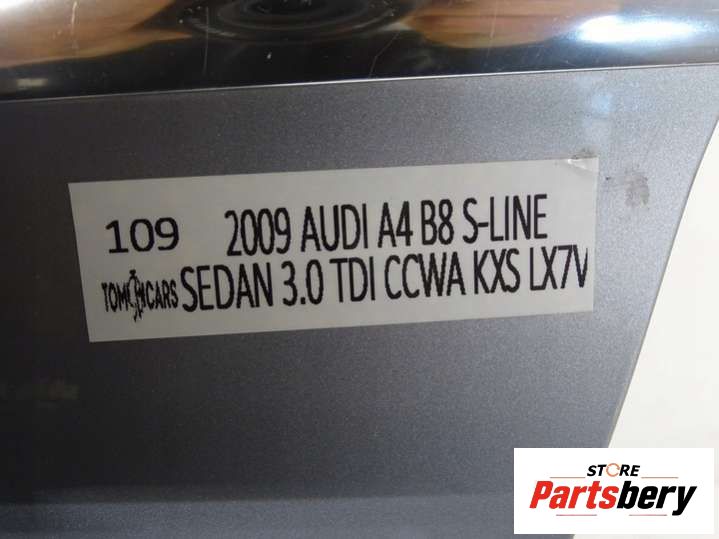 109 2009 AUDI A4 B8 S-LINE
TOM CARS SEDAN 3.0 TDI CCWA KXS LX7V
STORE
Partsbery